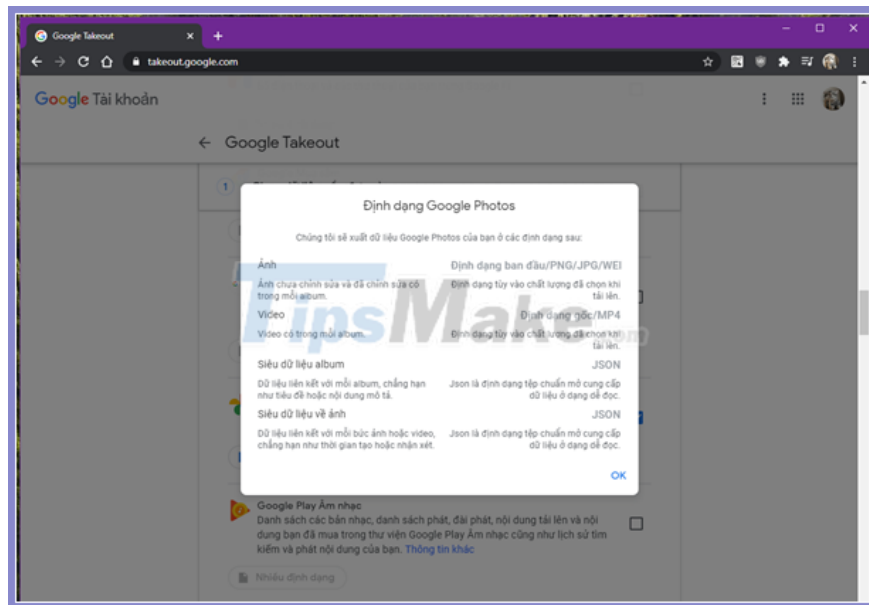 Google Takeout
takeout.google.com
Google Tài khoản
Google Takeout
1
Định dạng Google Photos
Chúng tôi sẽ xuất dữ liệu Google Photos của bạn ở các định dạng sau:
Ảnh Định dạng ban đầu/PNG/JPG/WEI
Ảnh chưa chỉnh sửa và đã chỉnh sửa có Định dạng tùy vào chất lượng đã chọn khi
trong mỗi album. tải lên.
Video Định dạng gốc/MP4
Video có trong mỗi album. Định dạng tùy vào chất lượng đã chọn khi
tải lên.
TipsMake.com
Siêu dữ liệu album JSON
Dữ liệu liên kết với mỗi album, chẳng hạn Json là định dạng tệp chuẩn mở cung cấp
như tiêu đề hoặc nội dung mô tả. dữ liệu ở dạng dễ đọc.
Siêu dữ liệu về ảnh JSON
Dữ liệu liên kết với mỗi bức ảnh hoặc video, Json là định dạng tệp chuẩn mở cung cấp
chẳng hạn như thời gian tạo hoặc nhận xét. dữ liệu ở dạng dễ đọc.
OK
Google Play Âm nhạc
Danh sách các bản nhạc, danh sách phát, đài phát, nội dung tải lên và nội
dung bạn đã mua trong thư viện Google Play Âm nhạc cũng như lịch sử tìm
kiếm và phát nội dung của bạn. Thông tin khác
Nhiều định dạng